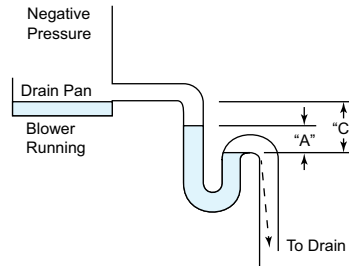 Negative
Pressure
Drain Pan
Blower
Running
“A”
“C
To Drain